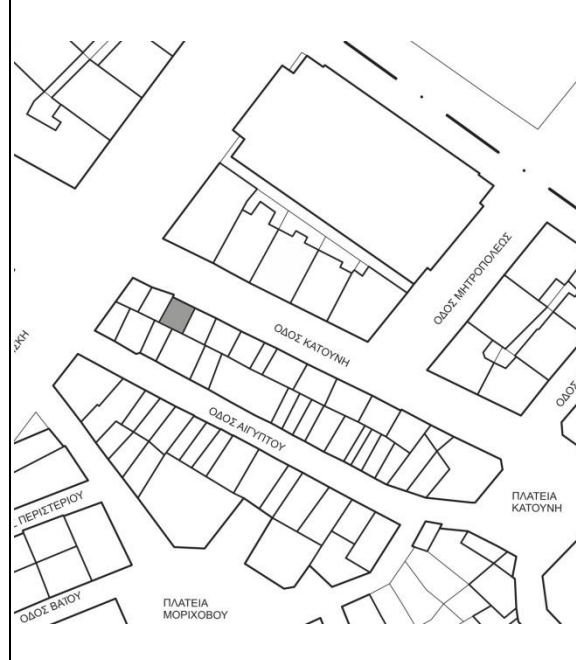 ΟΔΟΣ ΜΗΤΡΟΠΟΛΕΩΣ
ΟΔΟΣ ΚΑΤΟΥΝΗ
ΟΔΟΣ ΑΙΓΥΠΤΟΥ
ΠΛΑΤΕΙΑ
ΚΑΤΟΥΝΗ
Σ ΠΕΡΙΣΤΕΡΙΟΥ
ΟΔΟΣ ΒΑΪΟΥ
ΠΛΑΤΕΙΑ
ΜΟΡΙΧΟΒΟΥ